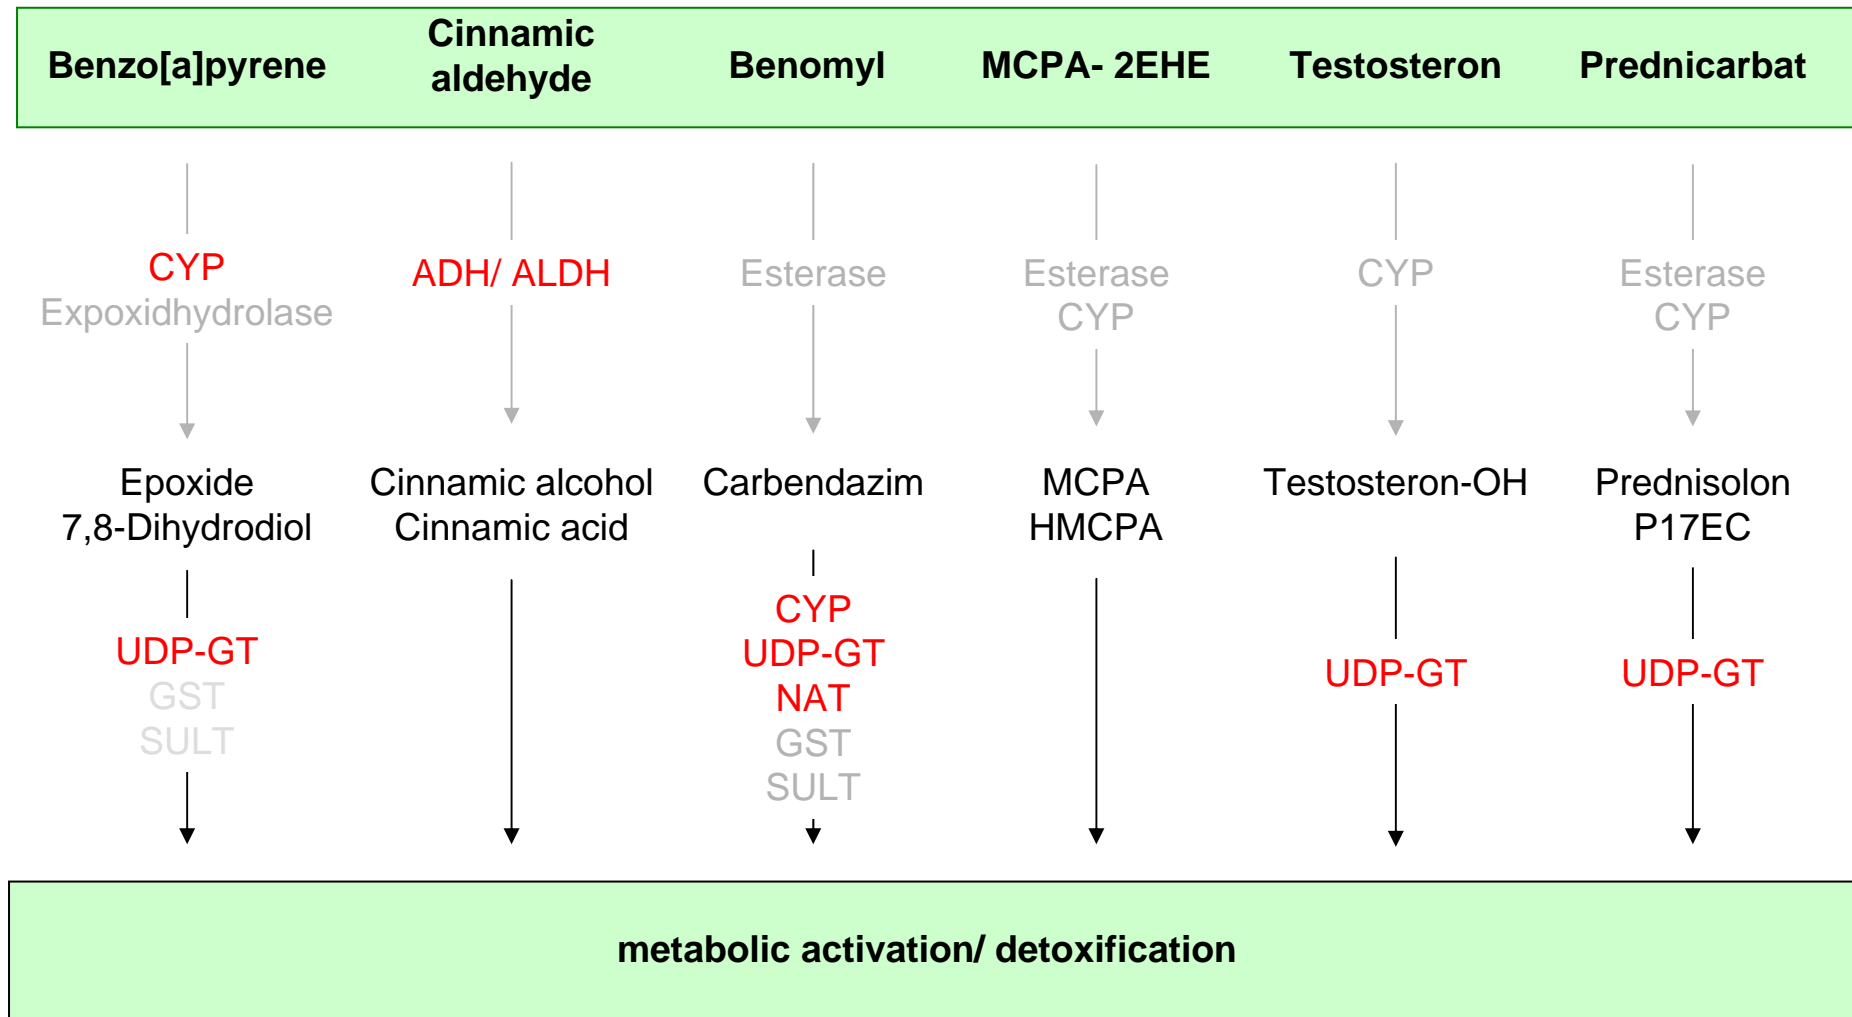 Benzo[a]pyrene
Cinnamic
aldehyde
Benomyl
MCPA- 2EHE
Testosteron
Prednicarbat
CYP
Expoxidhydrolase
ADH/ ALDH
Esterase
Esterase
CYP
CYP
Esterase
CYP
Epoxide
7,8-Dihydrodiol
Cinnamic alcohol
Cinnamic acid
Carbendazim
MCPA
HMCPA
Testosteron-OH
Prednisolon
P17EC
UDP-GT
GST
SULT
CYP
UDP-GT
NAT
GST
SULT
UDP-GT
UDP-GT
metabolic activation/ detoxification